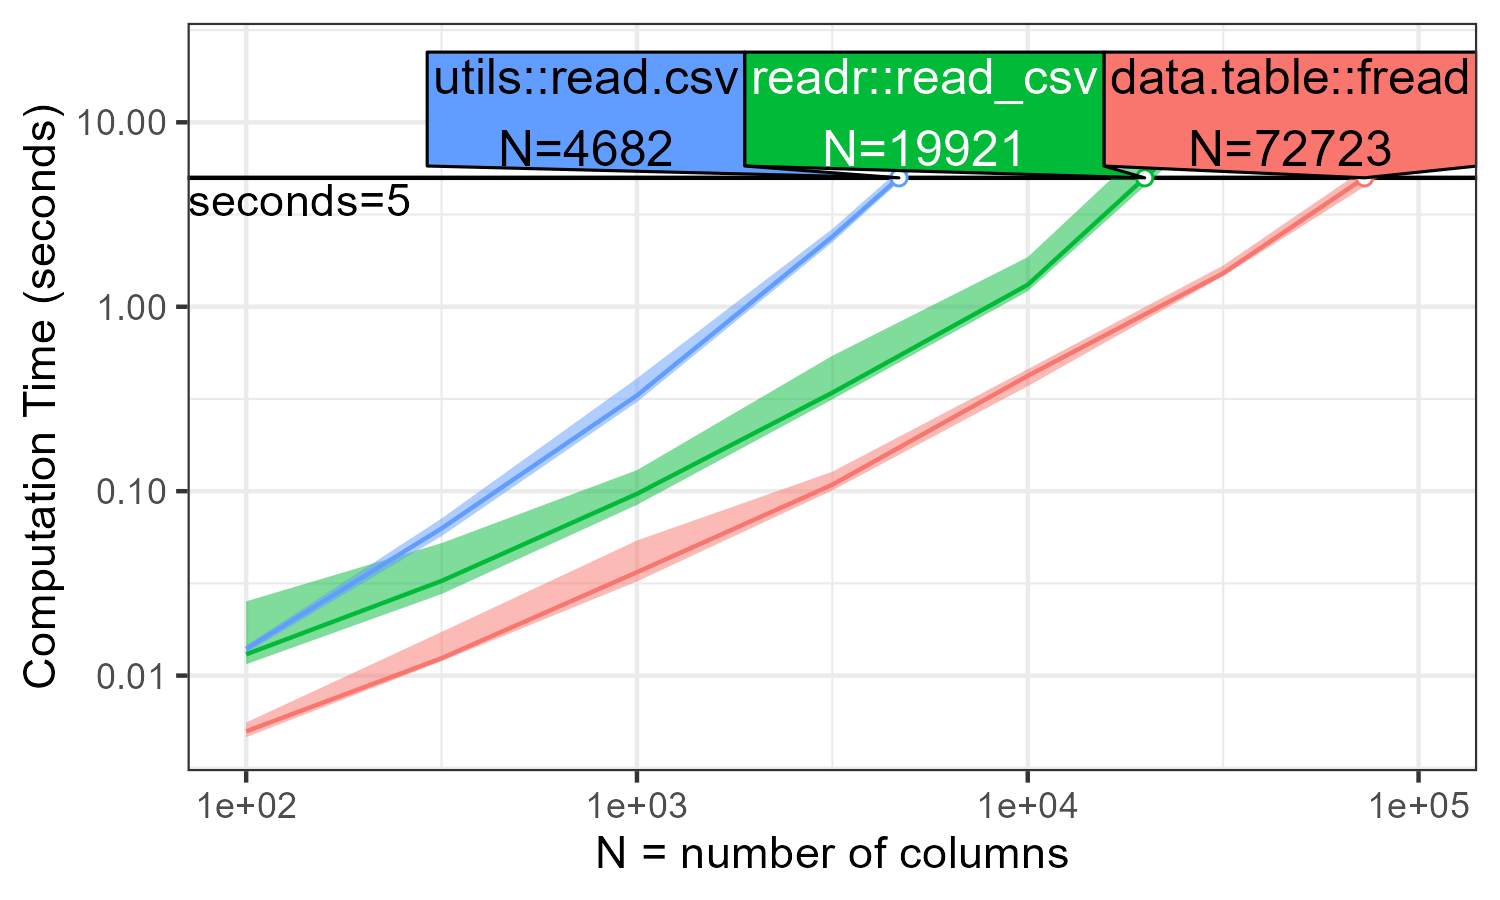 utils::read.csv
N=4682
readr::read_csv
N=19921
data.table::fread
N=72723
seconds=5
Computation Time (seconds)
10.00
1.00
0.10
0.01
1e+02
1e+03
1e+04
1e+05
N = number of columns